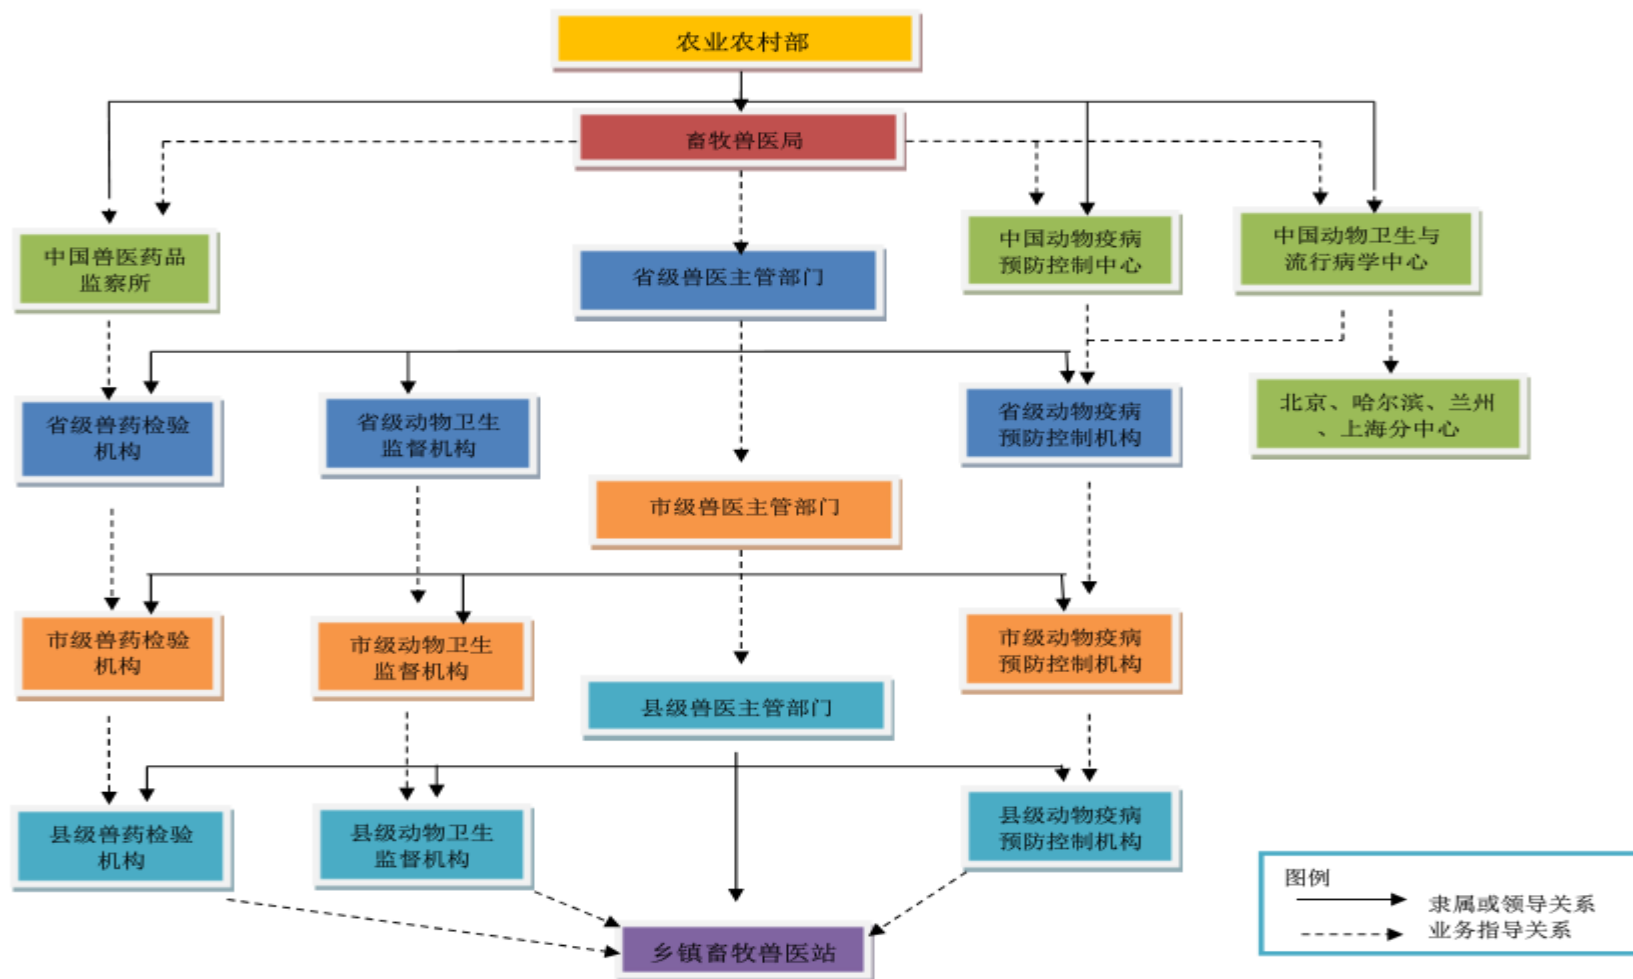 农业农村部
畜牧兽医局
中国兽医药品
监察所
省级兽医主管部门
中国动物疫病
预防控制中心
中国动物卫生与
流行病学中心
省级兽药检验
机构
省级动物卫生
监督机构
省级动物疫病
预防控制机构
北京、哈尔滨、兰州
、上海分中心
市级兽医主管部门
市级兽药检验
机构
市级动物卫生
监督机构
市级动物疫病
预防控制机构
县级兽医主管部门
县级兽药检验
机构
县级动物卫生
监督机构
县级动物疫病
预防控制机构
乡镇畜牧兽医站
图例
隶属或领导关系
业务指导关系